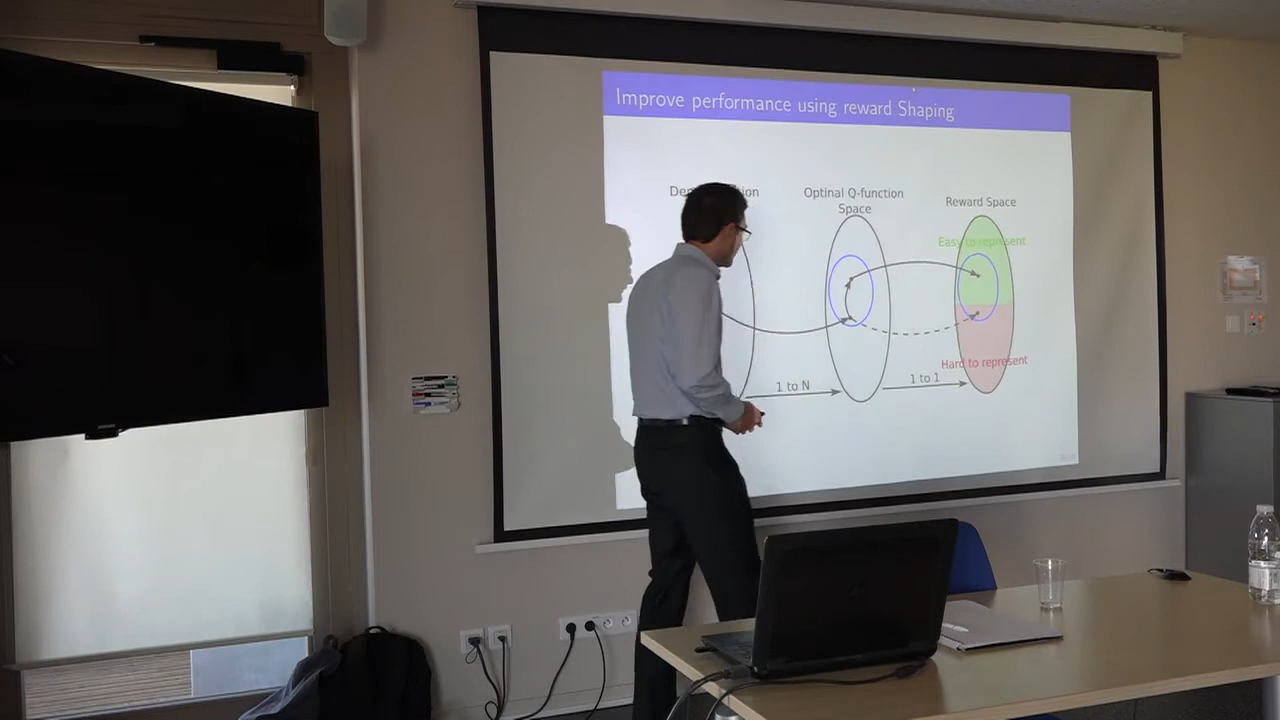 Improve performance using reward Shaping
Optinal Q-function
Space
Reward Space
Easy to represent
Hard to represent
1 to N
1 to 1